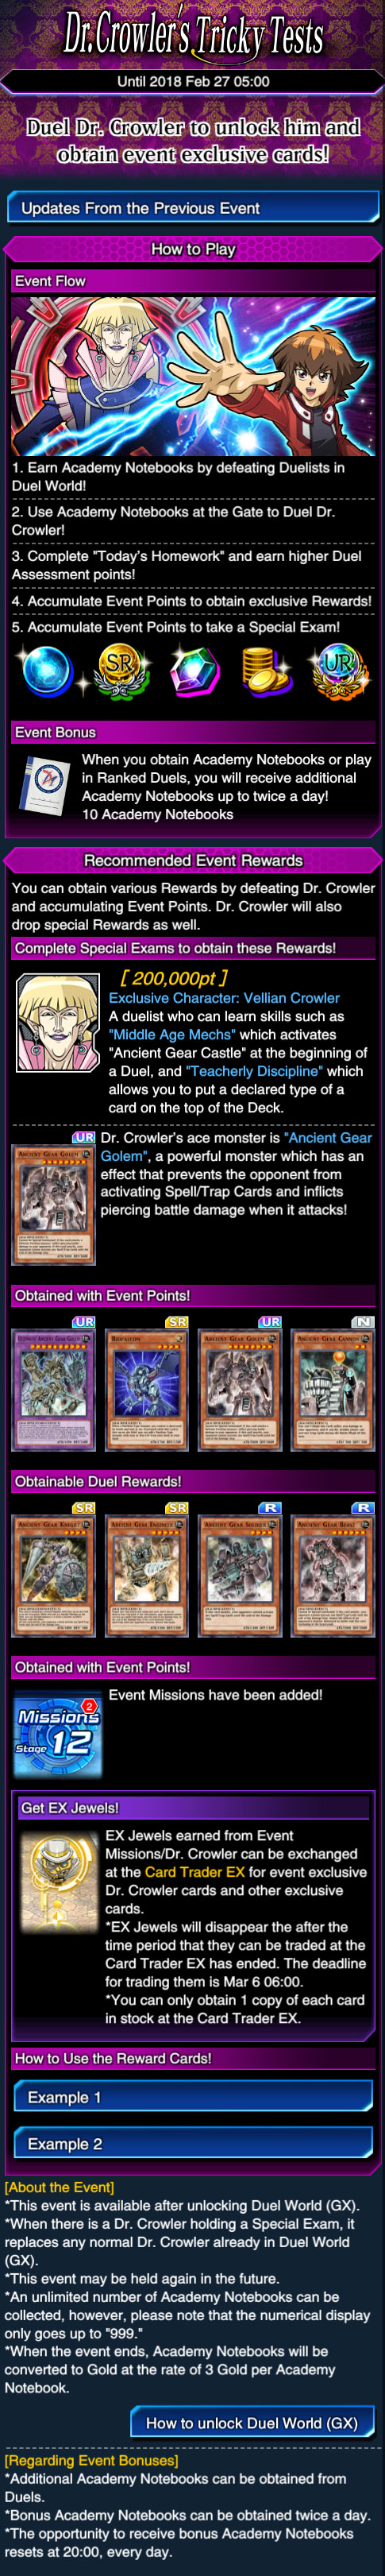 Dr.Crowler's Tricky Tests
Until 2018 Feb 27 05:00
Duel Dr. Crowler to unlock him and
obtain event exclusive cards!
Updates From the Previous Event
How to Play
Event Flow
1. Earn Academy Notebooks by defeating Duelists in
Duel World!
2. Use Academy Notebooks at the Gate to Duel Dr.
Crowler!
3. Complete "Today's Homework" and earn higher Duel
Assessment points!
4. Accumulate Event Points to obtain exclusive Rewards!
5. Accumulate Event Points to take a Special Exam!
SR
UR
Event Bonus
When you obtain Academy Notebooks or play
in Ranked Duels, you will receive additional
Academy Notebooks up to twice a day!
10 Academy Notebooks
Recommended Event Rewards
You can obtain various Rewards by defeating Dr. Crowler
and accumulating Event Points. Dr. Crowler will also
drop special Rewards as well.
Complete Special Exams to obtain these Rewards!
[ 200,000pt ]
Exclusive Character: Vellian Crowler
A duelist who can learn skills such as
"Middle Age Mechs" which activates
"Ancient Gear Castle" at the beginning of
a Duel, and "Teacherly Discipline" which
allows you to put a declared type of a
card on the top of the Deck.
UR
Ancient Gear Golem
Dr. Crowler's ace monster is "Ancient Gear
Golem", a powerful monster which has an
effect that prevents the opponent from
activating Spell/Trap Cards and inflicts
piercing battle damage when it attacks!
Obtained with Event Points!
UR
SR
UR
N
Ultimate Ancient Gear Golem
Biofalcon
Ancient Gear Golem
Ancient Gear Cannon
Obtainable Duel Rewards!
SR
SR
R
R
Ancient Gear Knight
Ancient Gear Engineer
Ancient Gear Soldier
Ancient Gear Beast
Obtained with Event Points!
2
Missions
Stage 12
Event Missions have been added!
Get EX Jewels!
EX Jewels earned from Event
Missions/Dr. Crowler can be exchanged
at the Card Trader EX for event exclusive
Dr. Crowler cards and other exclusive
cards.
*EX Jewels will disappear the after the
time period that they can be traded at the
Card Trader EX has ended. The deadline
for trading them is Mar 6 06:00.
*You can only obtain 1 copy of each card
in stock at the Card Trader EX.
How to Use the Reward Cards!
Example 1
Example 2
[About the Event]
*This event is available after unlocking Duel World (GX).
*When there is a Dr. Crowler holding a Special Exam, it
replaces any normal Dr. Crowler already in Duel World
(GX).
*This event may be held again in the future.
*An unlimited number of Academy Notebooks can be
collected, however, please note that the numerical display
only goes up to "999."
*When the event ends, Academy Notebooks will be
converted to Gold at the rate of 3 Gold per Academy
Notebook.
How to unlock Duel World (GX)
[Regarding Event Bonuses]
*Additional Academy Notebooks can be obtained from
Duels.
*Bonus Academy Notebooks can be obtained twice a day.
*The opportunity to receive bonus Academy Notebooks
resets at 20:00, every day.